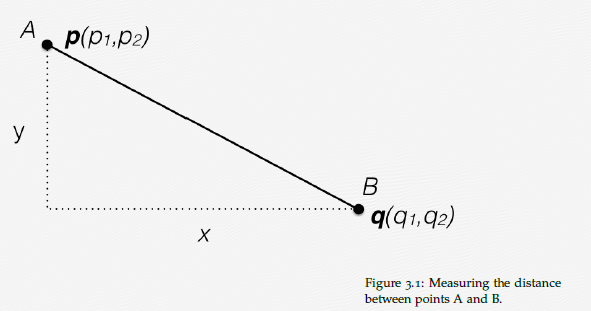 A
p(p1,p2)
y
B
q(q1,q2)
x
Figure 3.1: Measuring the distance
between points A and B.